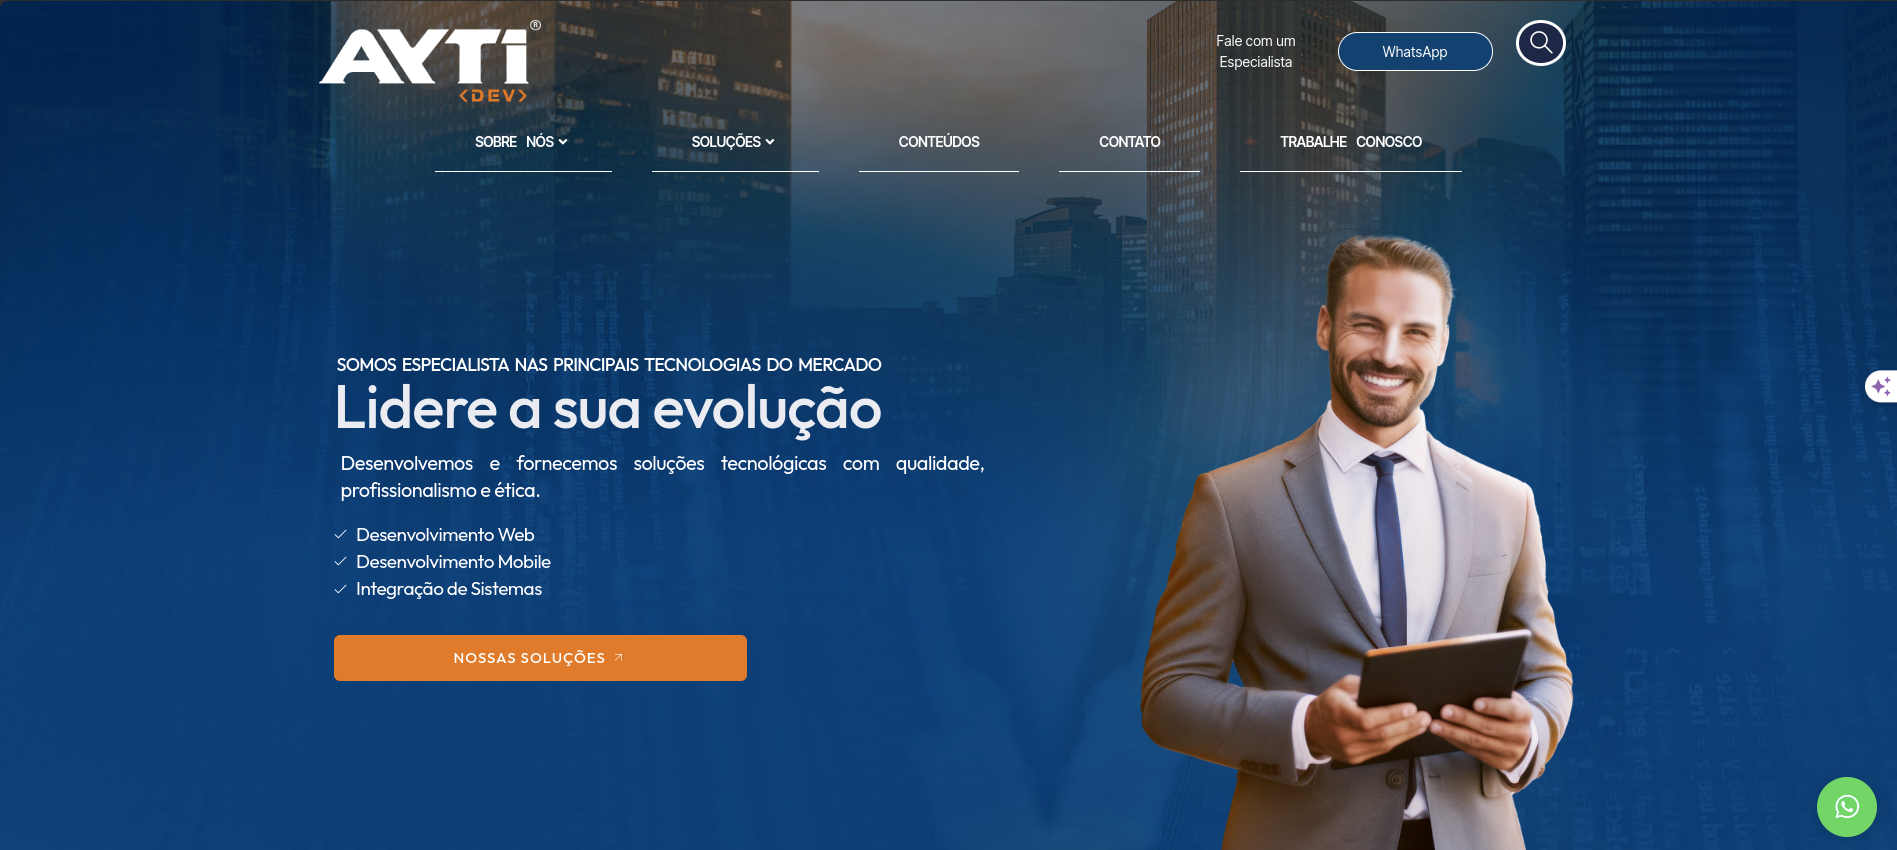 AVTI®
<DEV>
Fale com um
Especialista
WhatsApp
SOBRE NÓS
SOLUÇÕES
CONTEÚDOS
CONTATO
TRABALHE CONOSCO
SOMOS ESPECIALISTA NAS PRINCIPAIS TECNOLOGIAS DO MERCADO
Lidere a sua evolução
Desenvolvemos e fornecemos soluções tecnológicas com qualidade,
profissionalismo e ética.
Desenvolvimento Web
Desenvolvimento Mobile
Integração de Sistemas
NOSSAS SOLUÇÕES